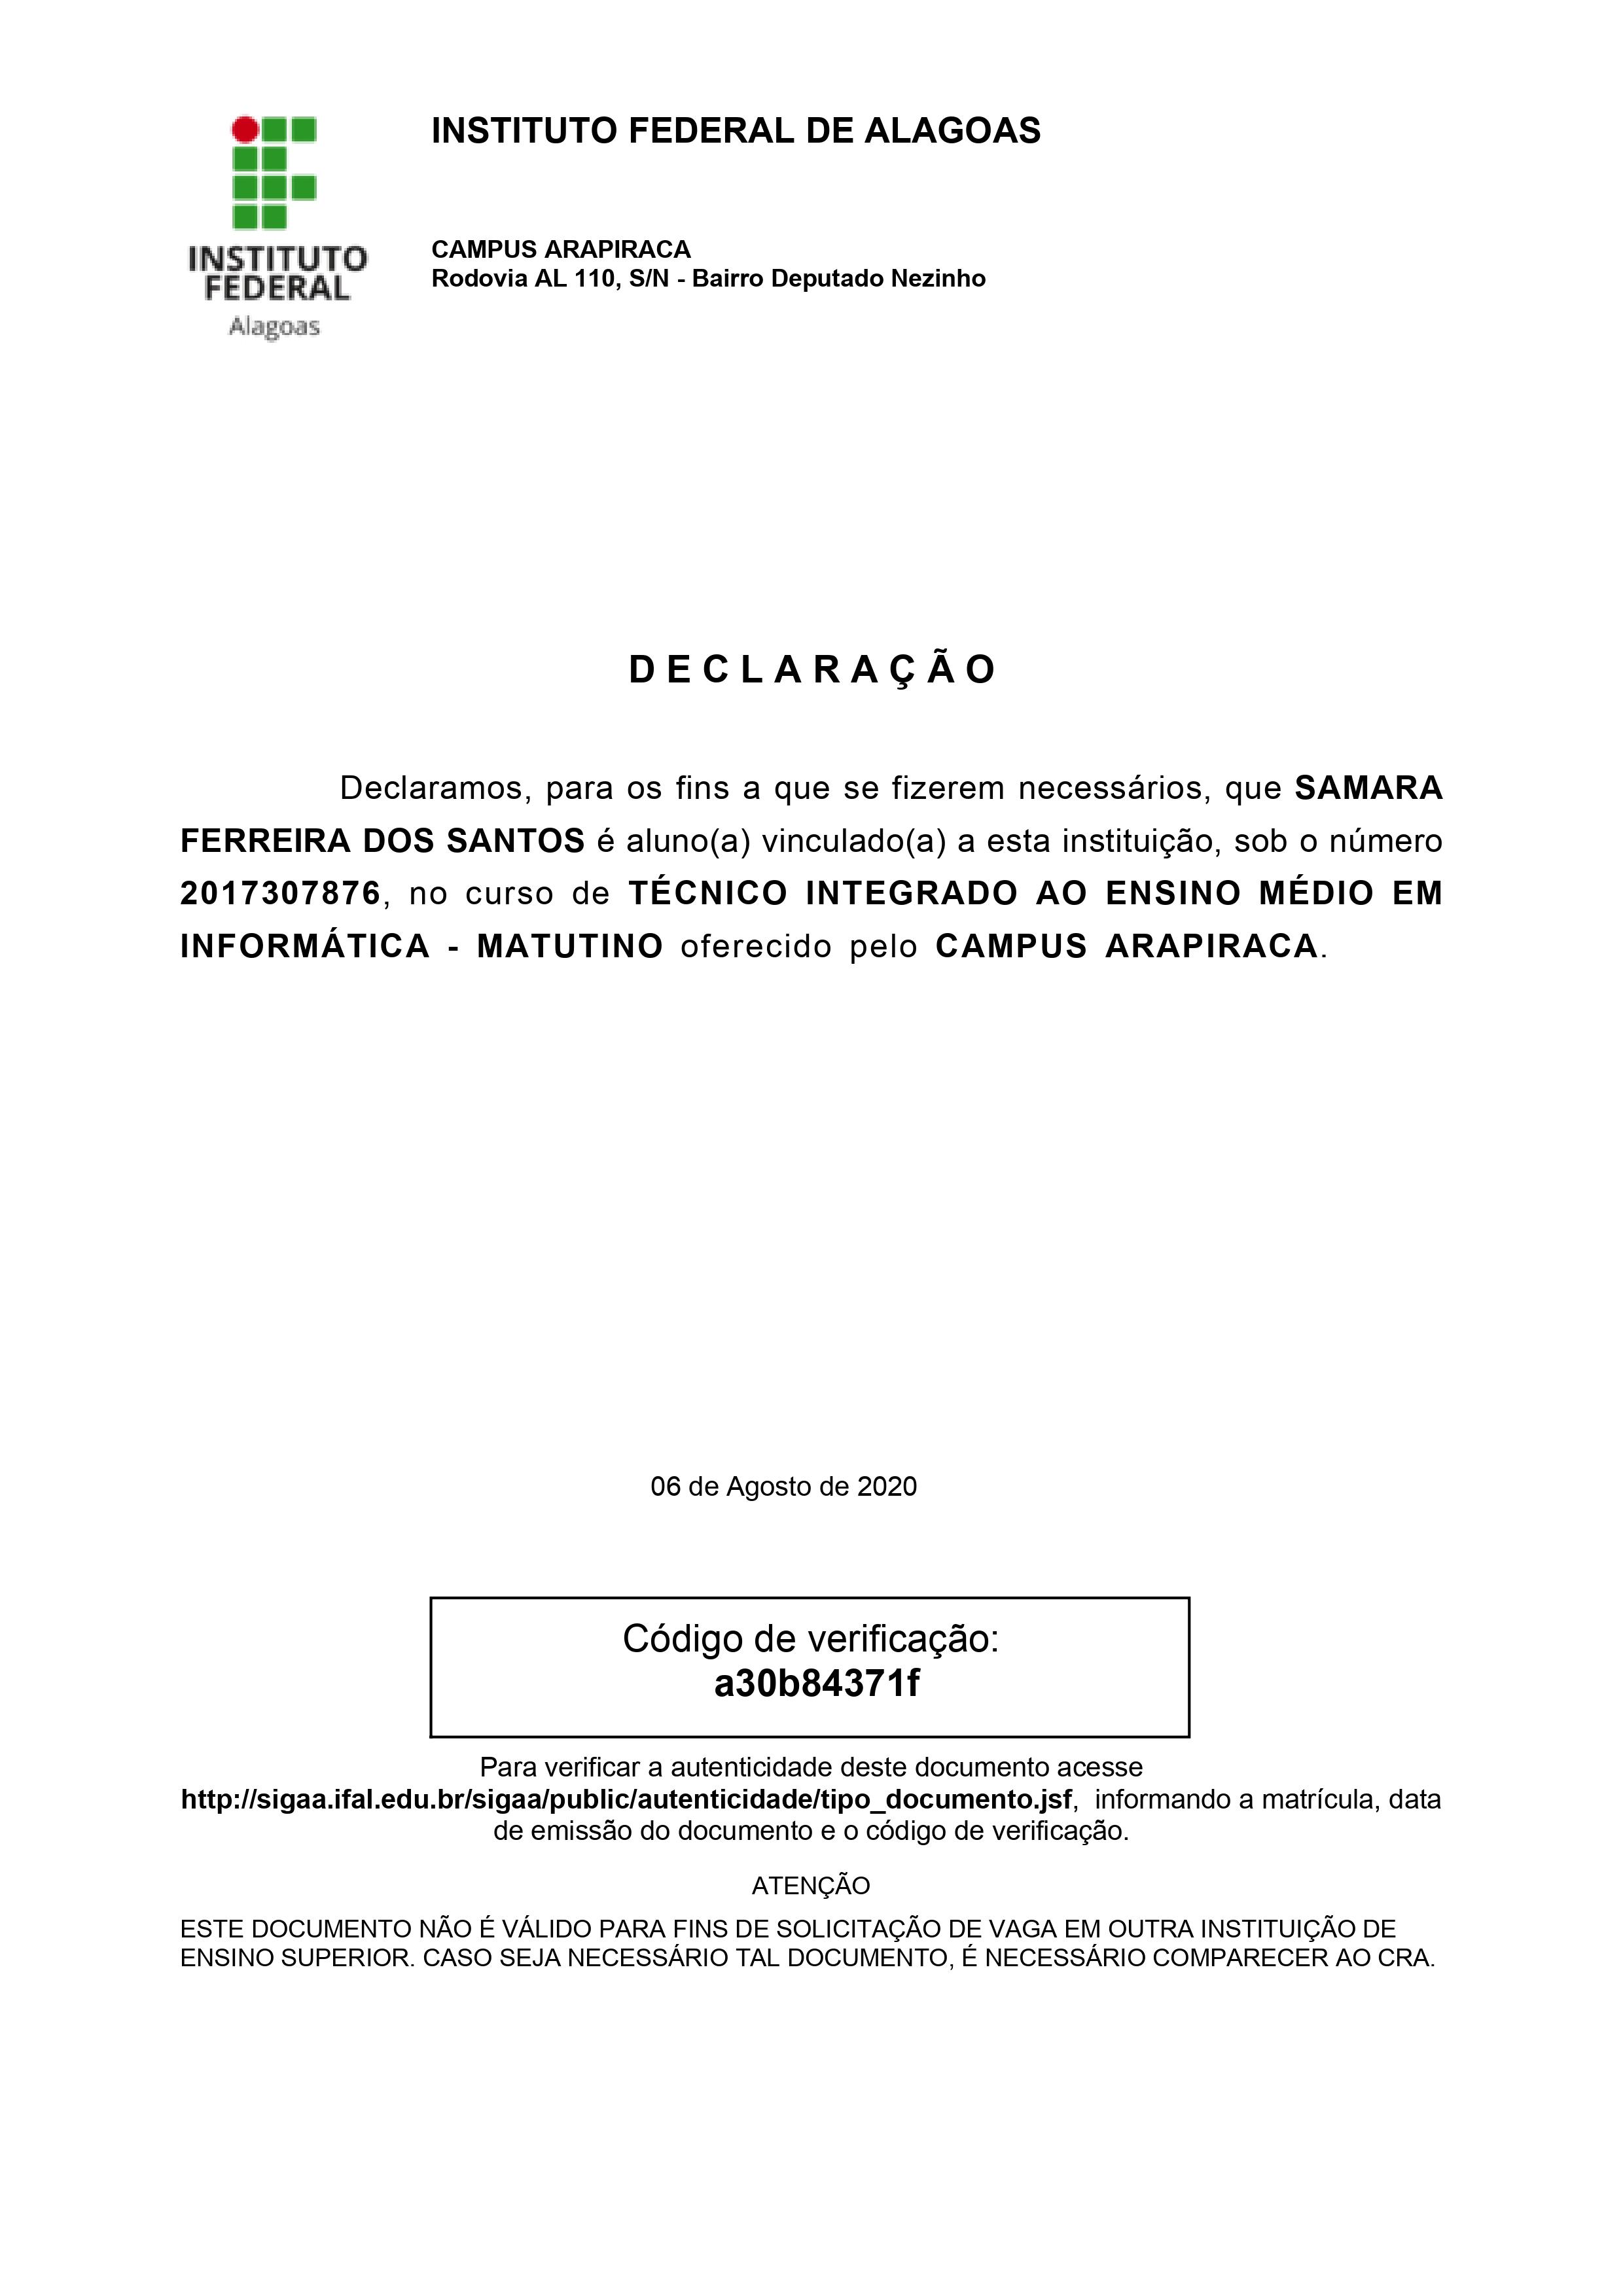 INSTITUTO FEDERAL DE ALAGOAS
INSTITUTO
FEDERAL
Alagoas
CAMPUS ARAPIRACA
Rodovia AL 110, S/N - Bairro Deputado Nezinho
DECLARAÇÃO
Declaramos, para os fins a que se fizerem necessários, que SAMARA
FERREIRA DOS SANTOS é aluno(a) vinculado(a) a esta instituição, sob o número
2017307876, no curso de TÉCNICO INTEGRADO AO ENSINO MÉDIO EM
INFORMÁTICA - MATUTINO oferecido pelo CAMPUS ARAPIRACA.
06 de Agosto de 2020
Código de verificação:
a30b84371f
Para verificar a autenticidade deste documento acesse
http://sigaa.ifal.edu.br/sigaa/public/autenticidade/tipo_documento.jsf, informando a matrícula, data
de emissão do documento e o código de verificação.
ATENÇÃO
ESTE DOCUMENTO NÃO É VÁLIDO PARA FINS DE SOLICITAÇÃO DE VAGA EM OUTRA INSTITUIÇÃO DE
ENSINO SUPERIOR. CASO SEJA NECESSÁRIO TAL DOCUMENTO, É NECESSÁRIO COMPARECER AO CRA.